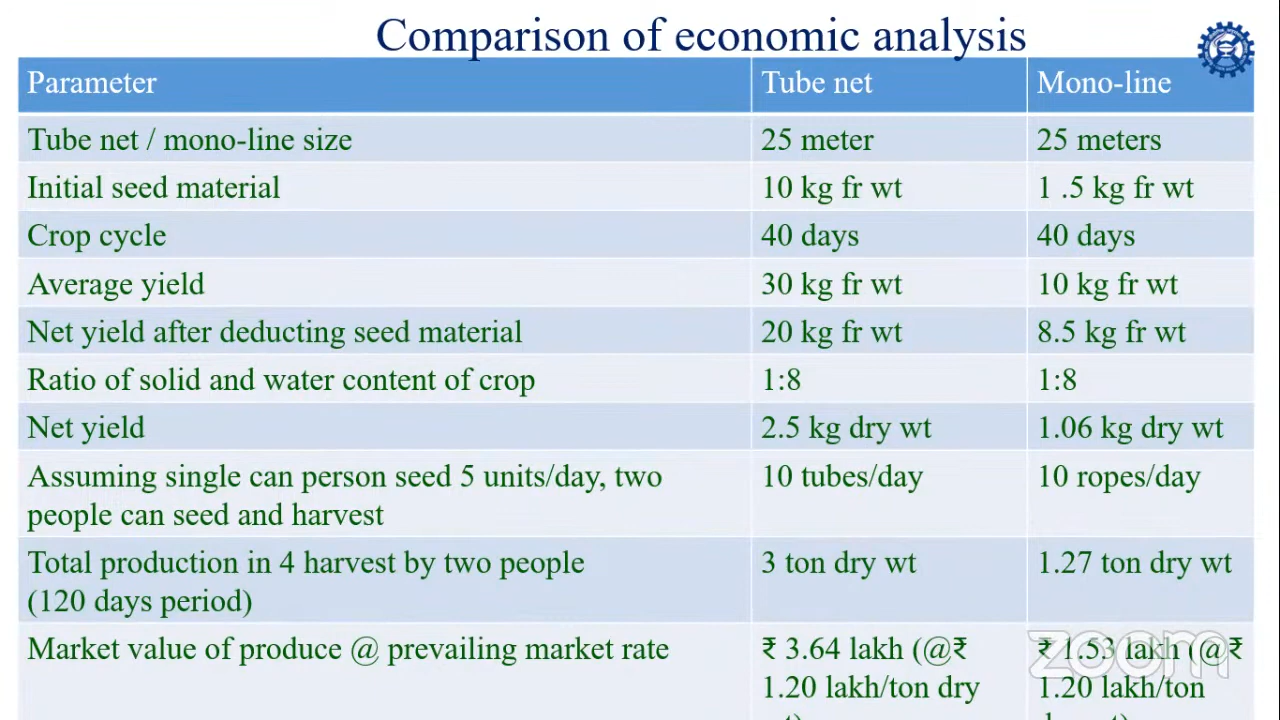 Comparison of economic analysis
Parameter Tube net Mono-line
Tube net / mono-line size 25 meter 25 meters
Initial seed material 10 kg fr wt 1 .5 kg fr wt
Crop cycle 40 days 40 days
Average yield 30 kg fr wt 10 kg fr wt
Net yield after deducting seed material 20 kg fr wt 8.5 kg fr wt
Ratio of solid and water content of crop 1:8 1:8
Net yield 2.5 kg dry wt 1.06 kg dry wt
Assuming single can person seed 5 units/day, two 10 tubes/day 10 ropes/day
people can seed and harvest
Total production in 4 harvest by two people 3 ton dry wt 1.27 ton dry wt
(120 days period)
Market value of produce @ prevailing market rate ₹ 3.64 lakh (@₹ ₹ 1.53 lakh (@₹
1.20 lakh/ton dry 1.20 lakh/ton
zoom